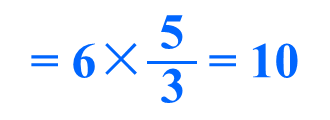 = 6 × 5/3 = 10